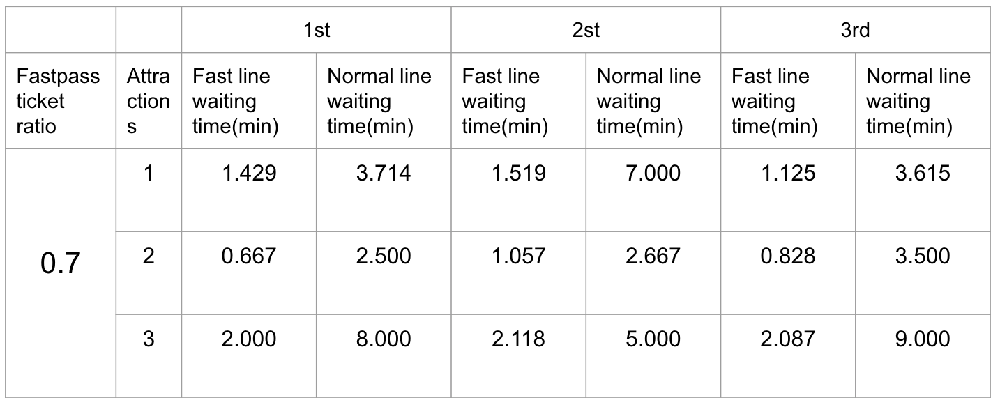 1st 2st 3rd
Fastpass ticket ratio Attra ction s Fast line waiting time(min) Normal line waiting time(min) Fast line waiting time(min) Normal line waiting time(min) Fast line waiting time(min) Normal line waiting time(min)
0.7
1 1.429 3.714 1.519 7.000 1.125 3.615
2 0.667 2.500 1.057 2.667 0.828 3.500
3 2.000 8.000 2.118 5.000 2.087 9.000